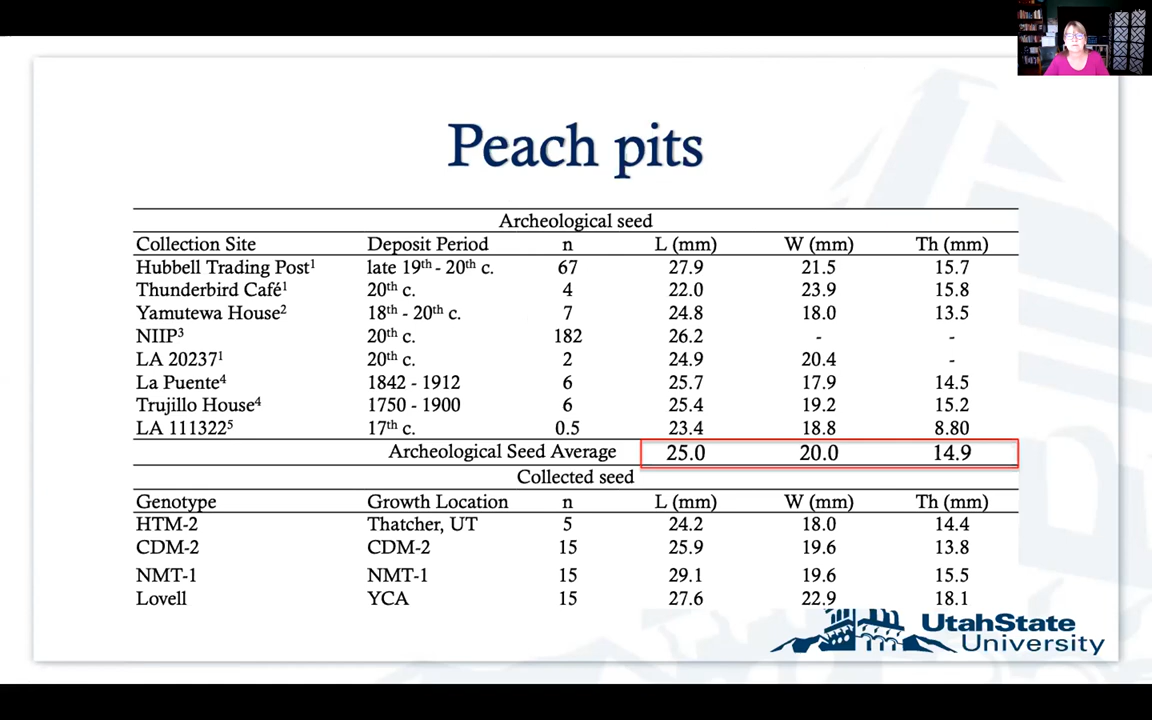 Peach pits
Archeological seed
Collection Site Deposit Period n L (mm) W (mm) Th (mm)
Hubbell Trading Post¹ late 19ᵗʰ - 20ᵗʰ c. 67 27.9 21.5 15.7
Thunderbird Café¹ 20ᵗʰ c. 4 22.0 23.9 15.8
Yamutewa House² 18ᵗʰ - 20ᵗʰ c. 7 24.8 18.0 13.5
NIIP³ 20ᵗʰ c. 182 26.2 - -
LA 20237¹ 20ᵗʰ c. 2 24.9 20.4 -
La Puente⁴ 1842 - 1912 6 25.7 17.9 14.5
Trujillo House⁴ 1750 - 1900 6 25.4 19.2 15.2
LA 111322⁵ 17ᵗʰ c. 0.5 23.4 18.8 8.80
Archeological Seed Average 25.0 20.0 14.9
Collected seed
Genotype Growth Location n L (mm) W (mm) Th (mm)
HTM-2 Thatcher, UT 5 24.2 18.0 14.4
CDM-2 CDM-2 15 25.9 19.6 13.8
NMT-1 NMT-1 15 29.1 19.6 15.5
Lovell YCA 15 27.6 22.9 18.1
UtahState
University